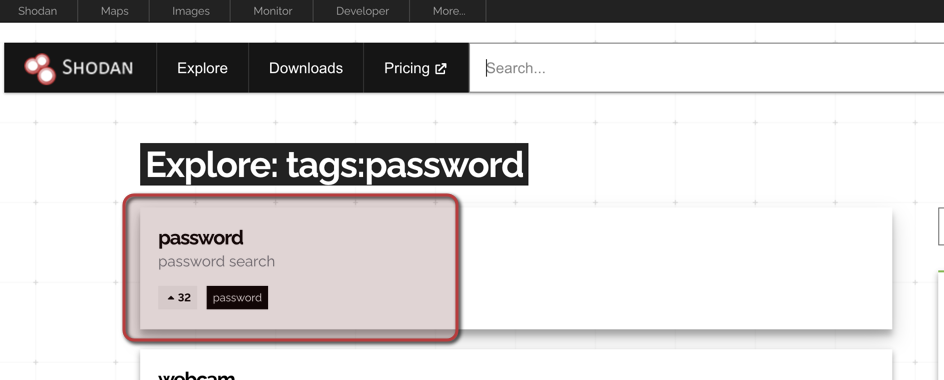 Shodan Maps Images Monitor Developer More...
SHODAN Explore Downloads Pricing Search...
Explore: tags:password
password
password search
32 password
webcam